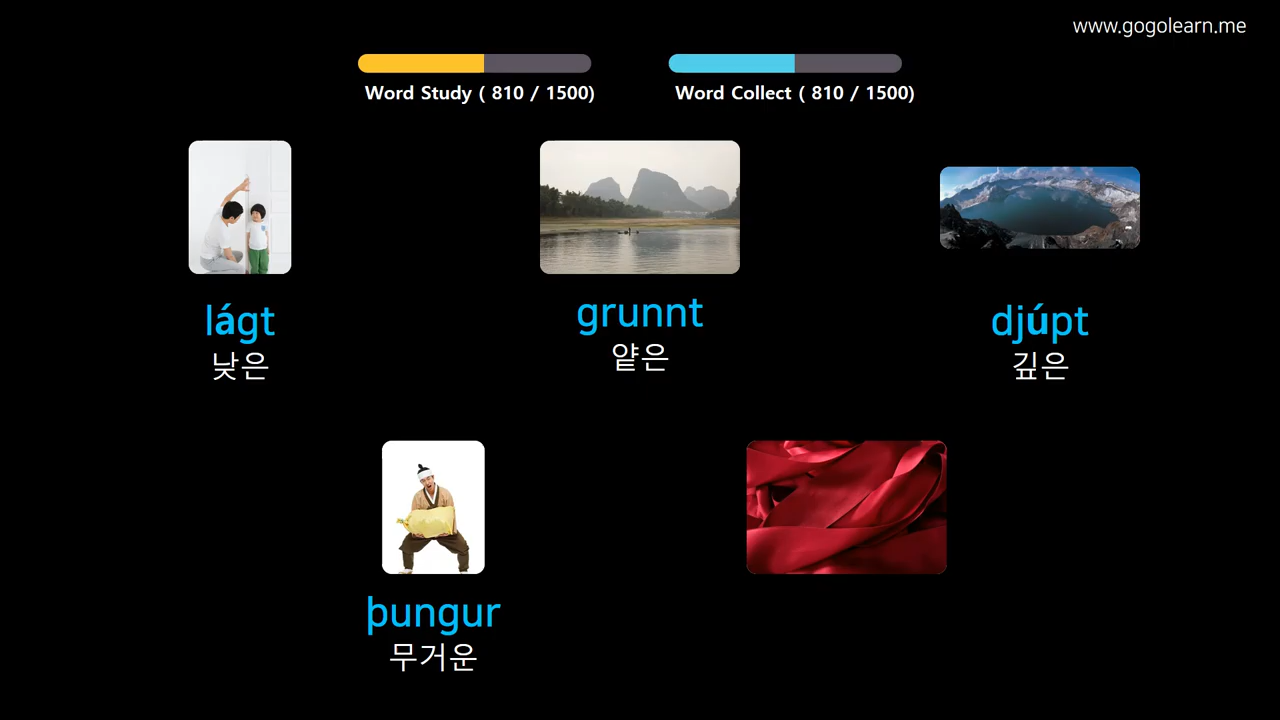 www.gogolearn.me
Word Study ( 810 / 1500)
Word Collect ( 810 / 1500)
lágt
낮은
grunnt
얕은
djúpt
깊은
þungur
무거운